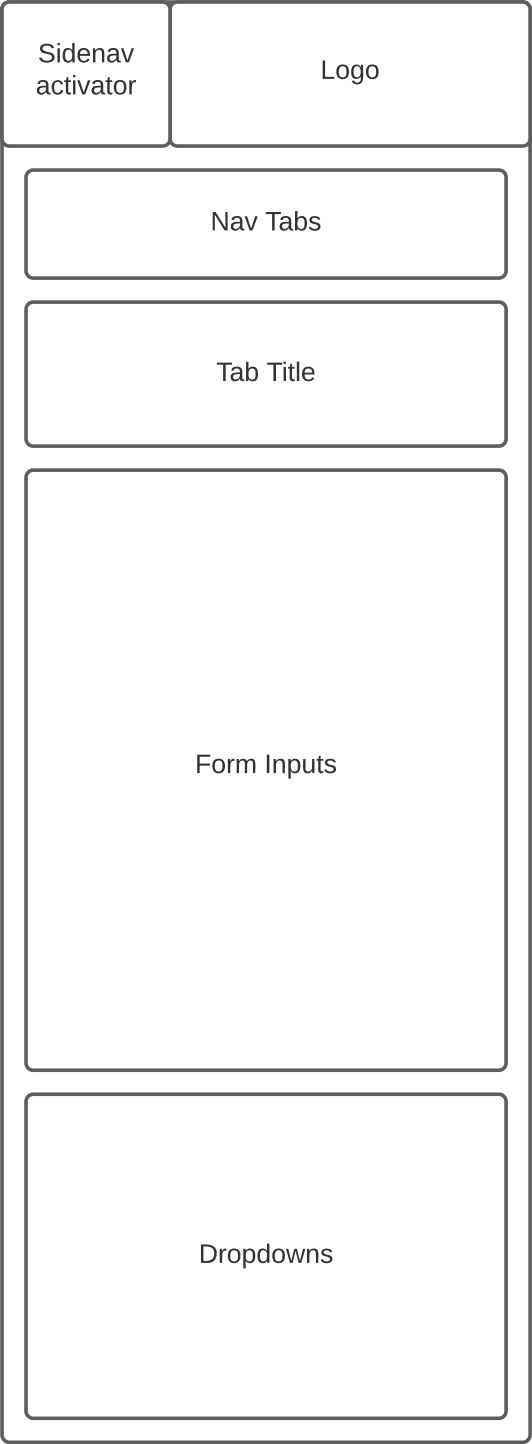 Sidenav
activator
Logo
Nav Tabs
Tab Title
Form Inputs
Dropdowns